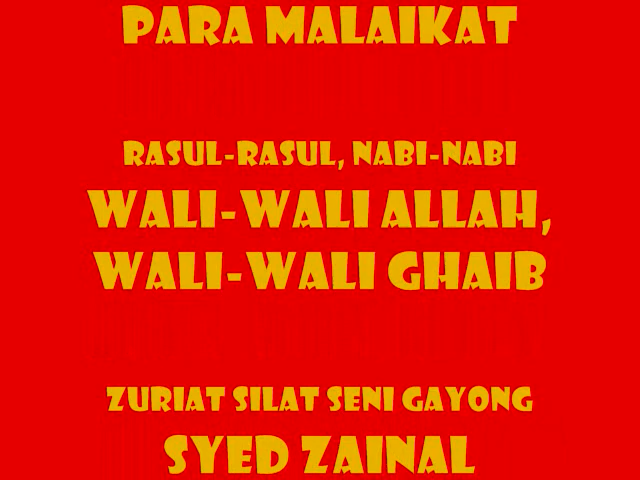 PARA MALAIKAT
RASUL-RASUL, NABI-NABI
WALI-WALI ALLAH,
WALI-WALI GHAIB
ZURIAT SILAT SENI GAYONG
SYED ZAINAL